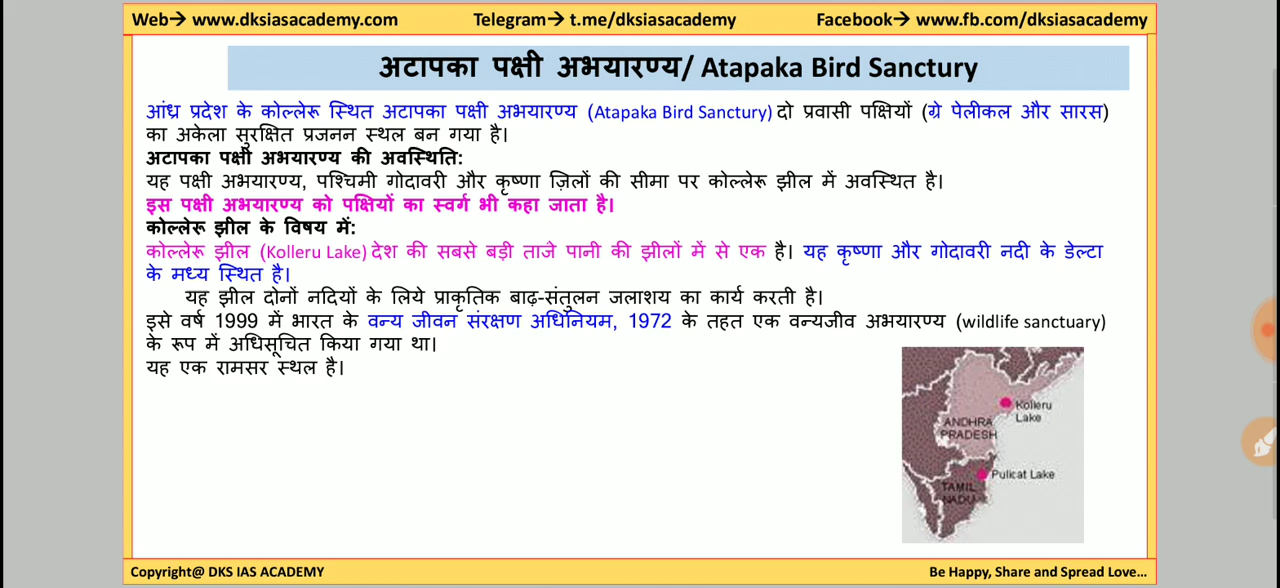 Web→ www.dksiasacademy.com Telegram→ t.me/dksiasacademy Facebook→ www.fb.com/dksiasacademy
अटापका पक्षी अभयारण्य/ Atapaka Bird Sanctury
आंध्र प्रदेश के कोल्लेरू स्थित अटापका पक्षी अभयारण्य (Atapaka Bird Sanctury) दो प्रवासी पक्षियों (ग्रे पेलीकल और सारस)
का अकेला सुरक्षित प्रजनन स्थल बन गया है।
अटापका पक्षी अभयारण्य की अवस्थिति:
यह पक्षी अभयारण्य, पश्चिमी गोदावरी और कृष्णा ज़िलों की सीमा पर कोल्लेरू झील में अवस्थित है।
इस पक्षी अभयारण्य को पक्षियों का स्वर्ग भी कहा जाता है।
कोल्लेरू झील के विषय में:
कोल्लेरू झील (Kolleru Lake) देश की सबसे बड़ी ताजे पानी की झीलों में से एक है। यह कृष्णा और गोदावरी नदी के डेल्टा
के मध्य स्थित है।
यह झील दोनों नदियों के लिये प्राकृतिक बाढ़-संतुलन जलाशय का कार्य करती है।
इसे वर्ष 1999 में भारत के वन्य जीवन संरक्षण अधिनियम, 1972 के तहत एक वन्यजीव अभयारण्य (wildlife sanctuary)
के रूप में अधिसूचित किया गया था।
यह एक रामसर स्थल है।
Kolleru
Lake
ANDHRA
PRADESH
Pulicat Lake
TAMIL
NADU
Copyright@ DKS IAS ACADEMY Be Happy, Share and Spread Love...